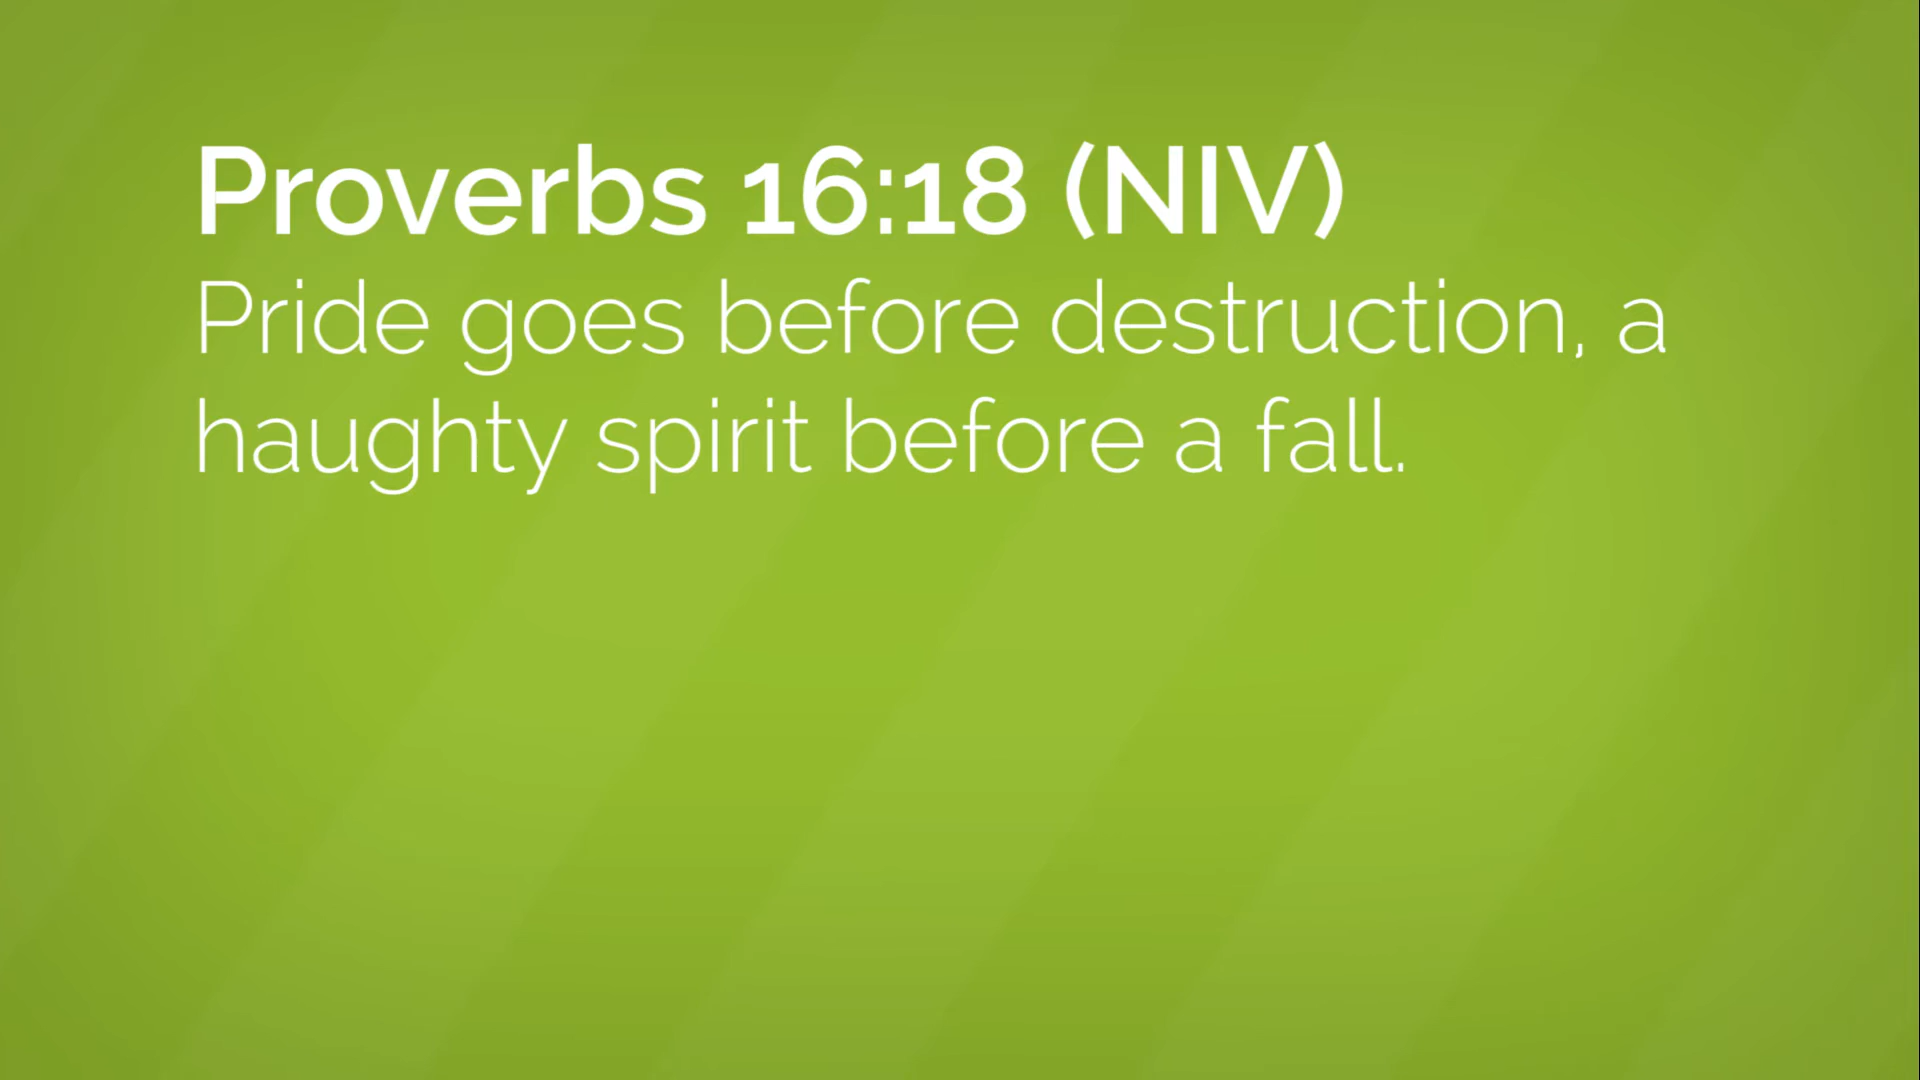 Proverbs 16:18 (NIV)
Pride goes before destruction, a
haughty spirit before a fall.